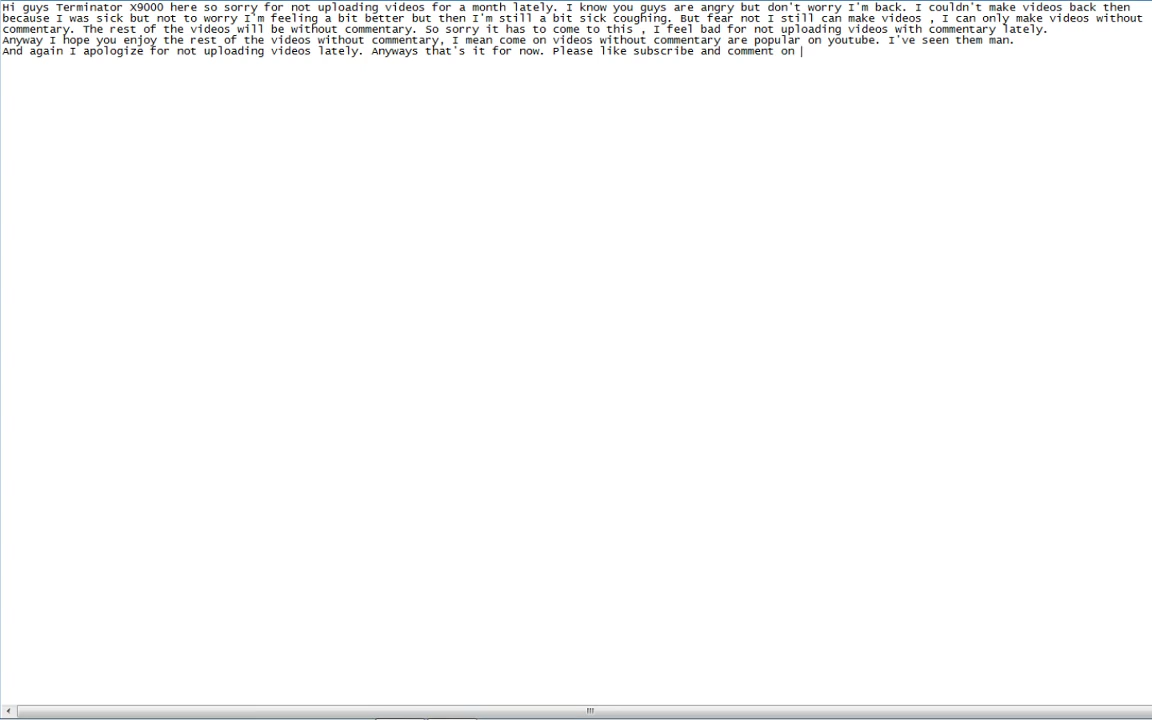 Hi guys Terminator X9000 here so sorry for not uploading videos for a month lately. I know you guys are angry but don't worry I'm back. I couldn't make videos back then
because I was sick but not to worry I'm feeling a bit better but then I'm still a bit sick coughing. But fear not I still can make videos , I can only make videos without
commentary. The rest of the videos will be without commentary. So sorry it has to come to this , I feel bad for not uploading videos with commentary lately.
Anyway I hope you enjoy the rest of the videos without commentary, I mean come on videos without commentary are popular on youtube. I've seen them man.
And again I apologize for not uploading videos lately. Anyways that's it for now. Please like subscribe and comment on